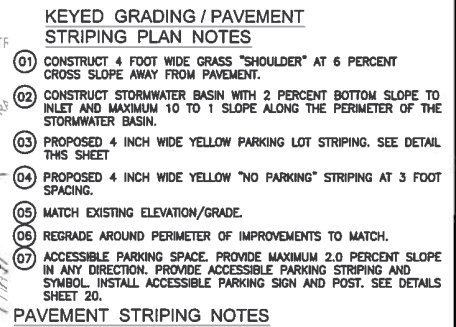 KEYED GRADING / PAVEMENT
STRIPING PLAN NOTES
01 CONSTRUCT 4 FOOT WIDE GRASS "SHOULDER" AT 6 PERCENT
CROSS SLOPE AWAY FROM PAVEMENT.
02 CONSTRUCT STORMWATER BASIN WITH 2 PERCENT BOTTOM SLOPE TO
INLET AND MAXIMUM 10 TO 1 SLOPE ALONG THE PERIMETER OF THE
STORMWATER BASIN.
03 PROPOSED 4 INCH WIDE YELLOW PARKING LOT STRIPING. SEE DETAIL
THIS SHEET
04 PROPOSED 4 INCH WIDE YELLOW "NO PARKING" STRIPING AT 3 FOOT
SPACING.
05 MATCH EXISTING ELEVATION/GRADE.
06 REGRADE AROUND PERIMETER OF IMPROVEMENTS TO MATCH.
07 ACCESSIBLE PARKING SPACE. PROVIDE MAXIMUM 2.0 PERCENT SLOPE
IN ANY DIRECTION. PROVIDE ACCESSIBLE PARKING STRIPING AND
SYMBOL. INSTALL ACCESSIBLE PARKING SIGN AND POST. SEE DETAILS
SHEET 20.
PAVEMENT STRIPING NOTES